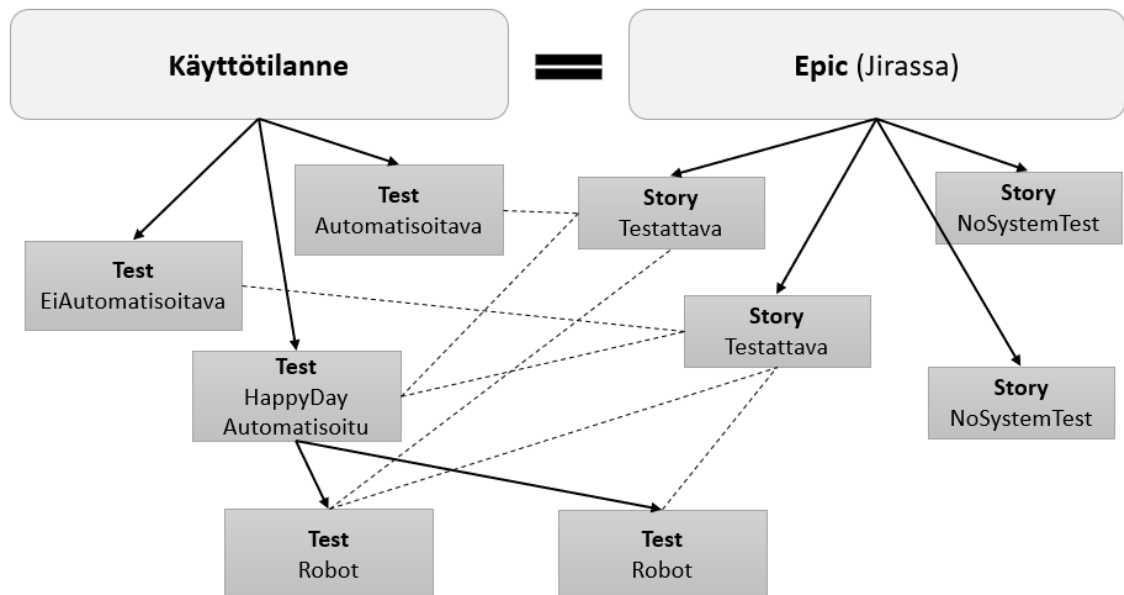 Käyttötilanne
Epic (Jirassa)
Test
Automatisoitava
Story
Testattava
Story
NoSystemTest
Test
EiAutomatisoitava
Story
Testattava
Test
HappyDay
Automatisoitu
Story
NoSystemTest
Test
Robot
Test
Robot